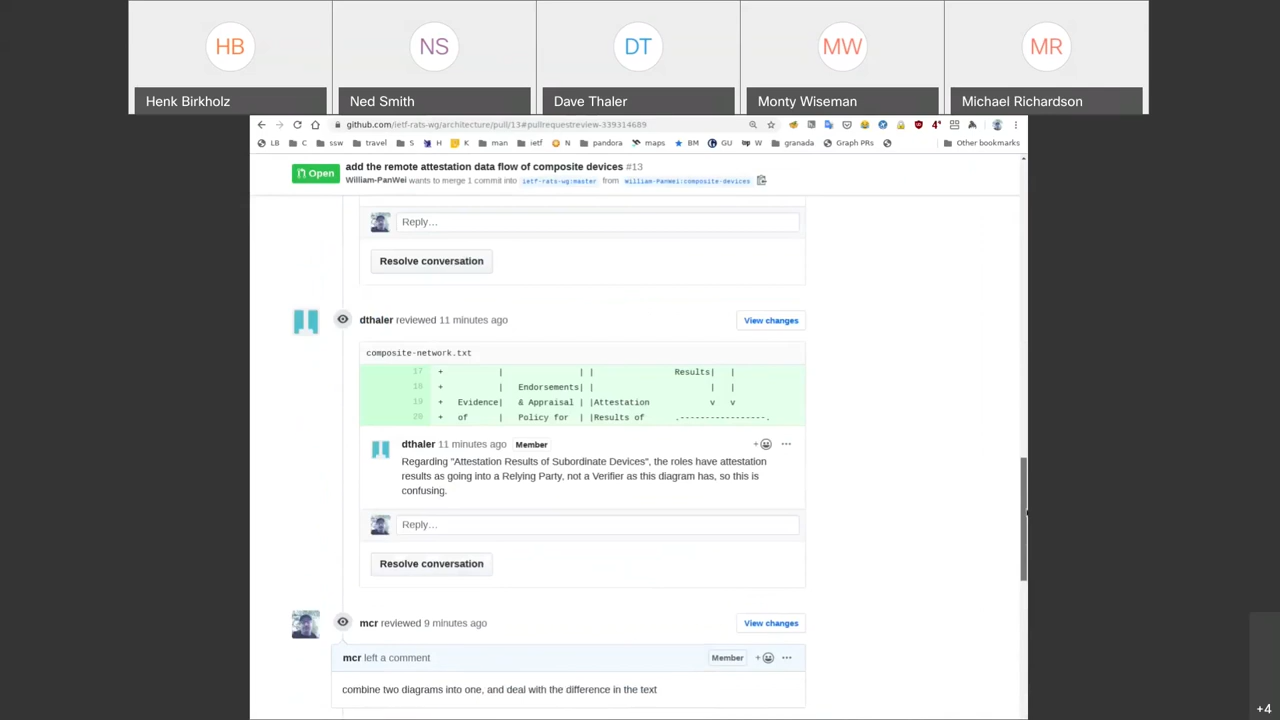 HB
NS
DT
MW
MR
Henk Birkholz
Ned Smith
Dave Thaler
Monty Wiseman
Michael Richardson
github.com/ietf-rats-wg/architecture/pull/13#pullrequestreview-339314689
LB C ssw travel S H K man ietf N pandora maps BM GU W granada Graph PRs Other bookmarks
Open
add the remote attestation data flow of composite devices #13
William-PanWei wants to merge 1 commit into ietf-rats-wg:master from William-PanWei:composite-devices
Reply…
Resolve conversation
dthaler reviewed 11 minutes ago
View changes
composite-network.txt
17 + | | | Results| |
18 + | Endorsements| | | |
19 + Evidence| & Appraisal | |Attestation v v
20 + of | Policy for | |Results of .-----------------.
dthaler 11 minutes ago Member
Regarding "Attestation Results of Subordinate Devices", the roles have attestation
results as going into a Relying Party, not a Verifier as this diagram has, so this is
confusing.
Reply…
Resolve conversation
mcr reviewed 9 minutes ago
View changes
mcr left a comment
Member
combine two diagrams into one, and deal with the difference in the text
+4